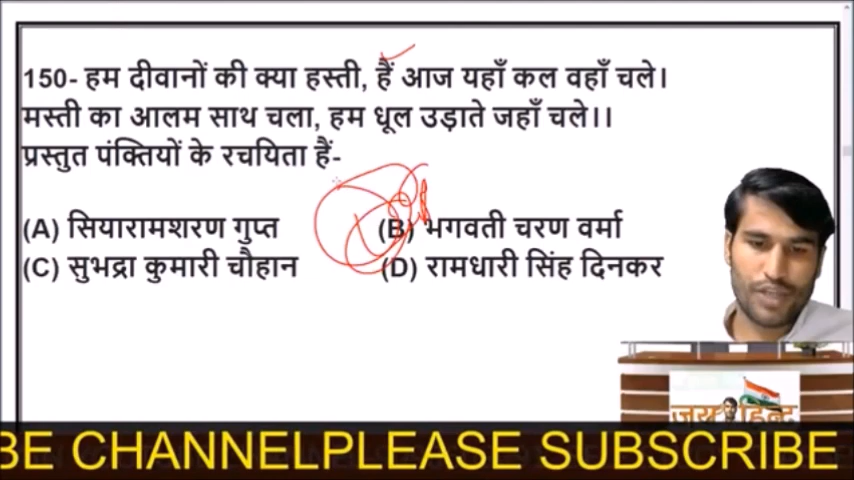 150- हम दीवानों की क्या हस्ती, हैं आज यहाँ कल वहाँ चले।
मस्ती का आलम साथ चला, हम धूल उड़ाते जहाँ चले।।
प्रस्तुत पंक्तियों के रचयिता हैं-
(A) सियारामशरण गुप्त (B) भगवती चरण वर्मा
(C) सुभद्रा कुमारी चौहान (D) रामधारी सिंह दिनकर
जय हिन्द
BE CHANNELPLEASE SUBSCRIBE